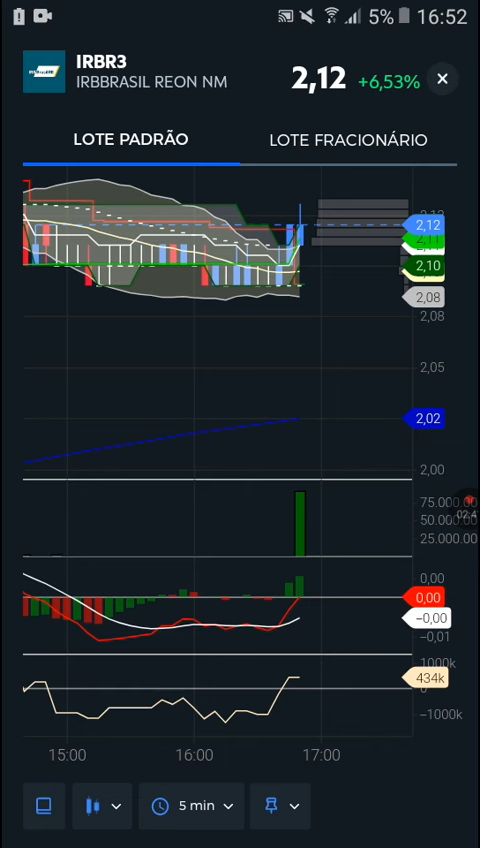 5% 16:52
IRBR3
IRBBRASIL REON NM
2,12 +6,53%
LOTE PADRÃO
LOTE FRACIONÁRIO
2,12
2,11
2,10
2,08
2,08
2,05
2,02
2,00
75.000,00
50.000,00
25.000,00
02:4
0,00
0,00
−0,00
−0,01
1000k
434k
0
−1000k
15:00 16:00 17:00
5 min